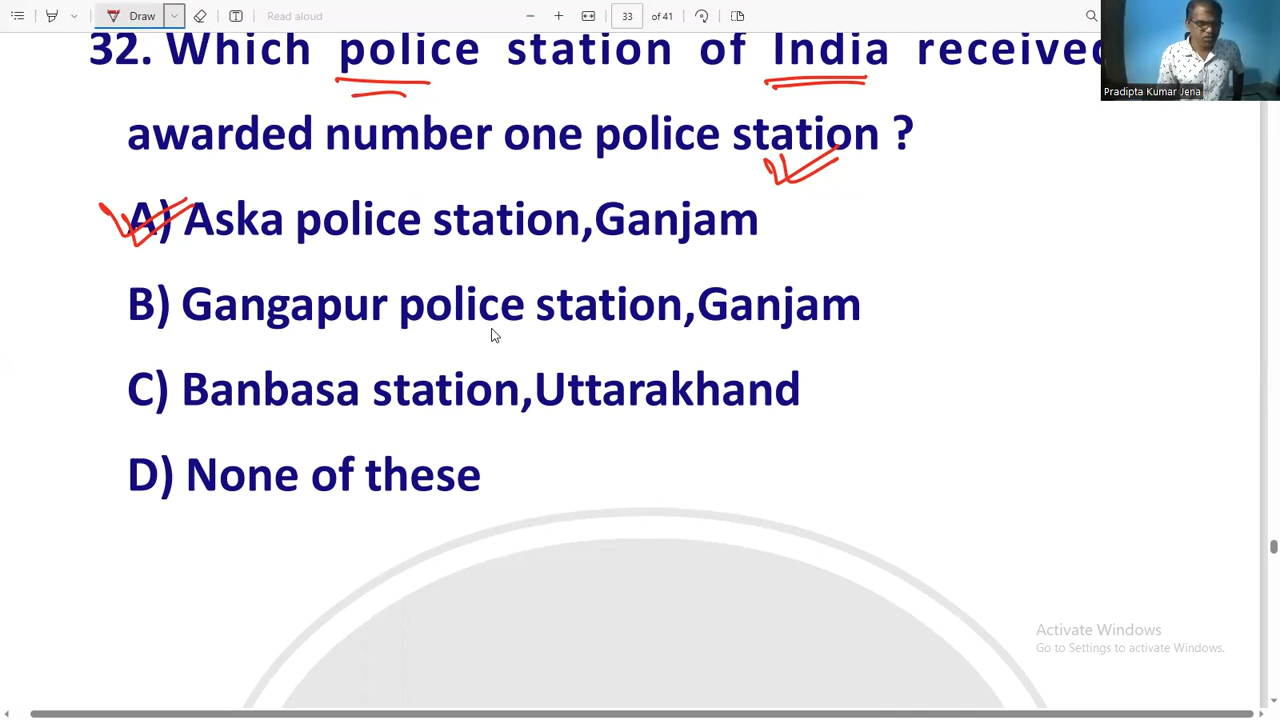 Draw
Read aloud
33
of 41
32. Which police station of India received
awarded number one police station ?
A) Aska police station,Ganjam
B) Gangapur police station,Ganjam
C) Banbasa station,Uttarakhand
D) None of these
Pradipta Kumar Jena
Activate Windows
Go to Settings to activate Windows.